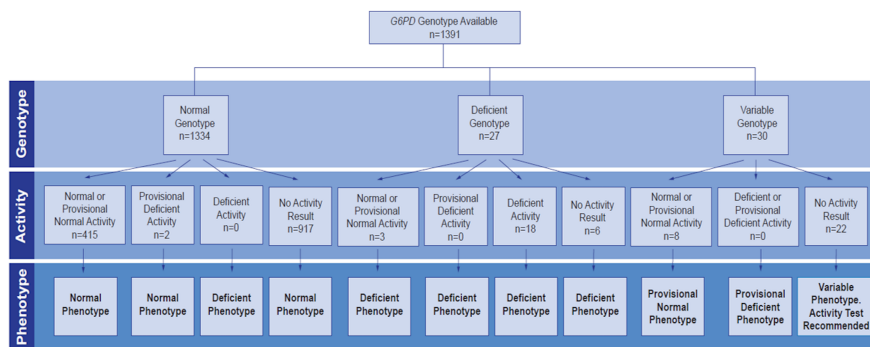 G6PD Genotype Available
n=1391
Genotype
Normal
Genotype
n=1334
Deficient
Genotype
n=27
Variable
Genotype
n=30
Activity
Normal or
Provisional
Normal Activity
n=415
Provisional
Deficient
Activity
n=2
Deficient
Activity
n=0
No Activity
Result
n=917
Normal or
Provisional
Normal Activity
n=3
Provisional
Deficient
Activity
n=0
Deficient
Activity
n=18
No Activity
Result
n=6
Normal or
Provisional
Normal Activity
n=8
Deficient or
Provisional
Deficient Activity
n=0
No Activity
Result
n=22
Phenotype
Normal
Phenotype
Normal
Phenotype
Deficient
Phenotype
Normal
Phenotype
Deficient
Phenotype
Deficient
Phenotype
Deficient
Phenotype
Deficient
Phenotype
Provisional
Normal
Phenotype
Provisional
Deficient
Phenotype
Variable
Phenotype.
Activity Test
Recommended